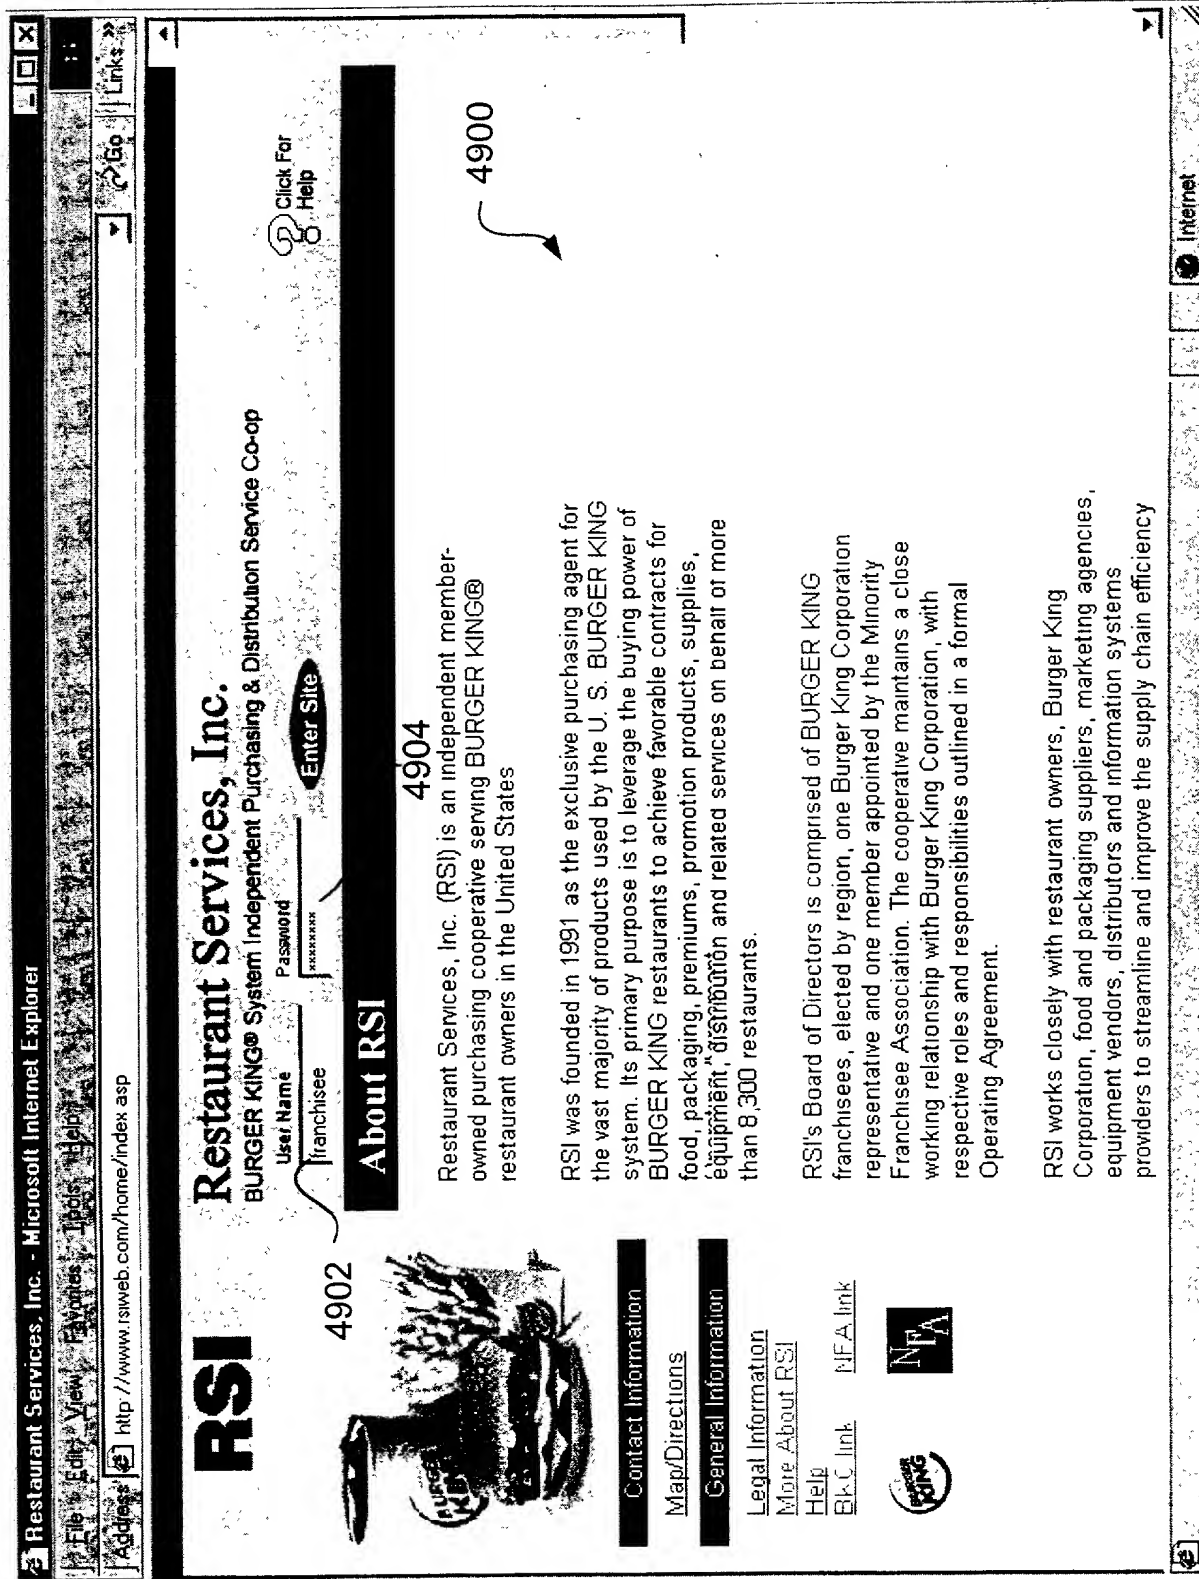 Restaurant Services, Inc. - Microsoft Internet Explorer
File Edit View Favorites Tools Help
Address http://www.rsiweb.com/home/index.asp Go Links »
RSI
Restaurant Services, Inc.
BURGER KING® System Independent Purchasing & Distribution Service Co-op
User Name Password
franchisee xxxxxxxx Enter Site
Click For
Help
4902
4904
4900
About RSI
BURGER
KING
Contact Information
Map/Directions
General Information
Legal Information
More About RSI
Help
BKC link NFA link
BURGER
KING
NFA
Restaurant Services, Inc. (RSI) is an independent member-
owned purchasing cooperative serving BURGER KING®
restaurant owners in the United States
RSI was founded in 1991 as the exclusive purchasing agent for
the vast majority of products used by the U. S. BURGER KING
system. Its primary purpose is to leverage the buying power of
BURGER KING restaurants to achieve favorable contracts for
food, packaging, premiums, promotion products, supplies,
equipment, distribution and related services on behalf of more
than 8,300 restaurants.
RSI's Board of Directors is comprised of BURGER KING
franchisees, elected by region, one Burger King Corporation
representative and one member appointed by the Minority
Franchisee Association. The cooperative maintains a close
working relationship with Burger King Corporation, with
respective roles and responsibilities outlined in a formal
Operating Agreement.
RSI works closely with restaurant owners, Burger King
Corporation, food and packaging suppliers, marketing agencies,
equipment vendors, distributors and information systems
providers to streamline and improve the supply chain efficiency
Internet